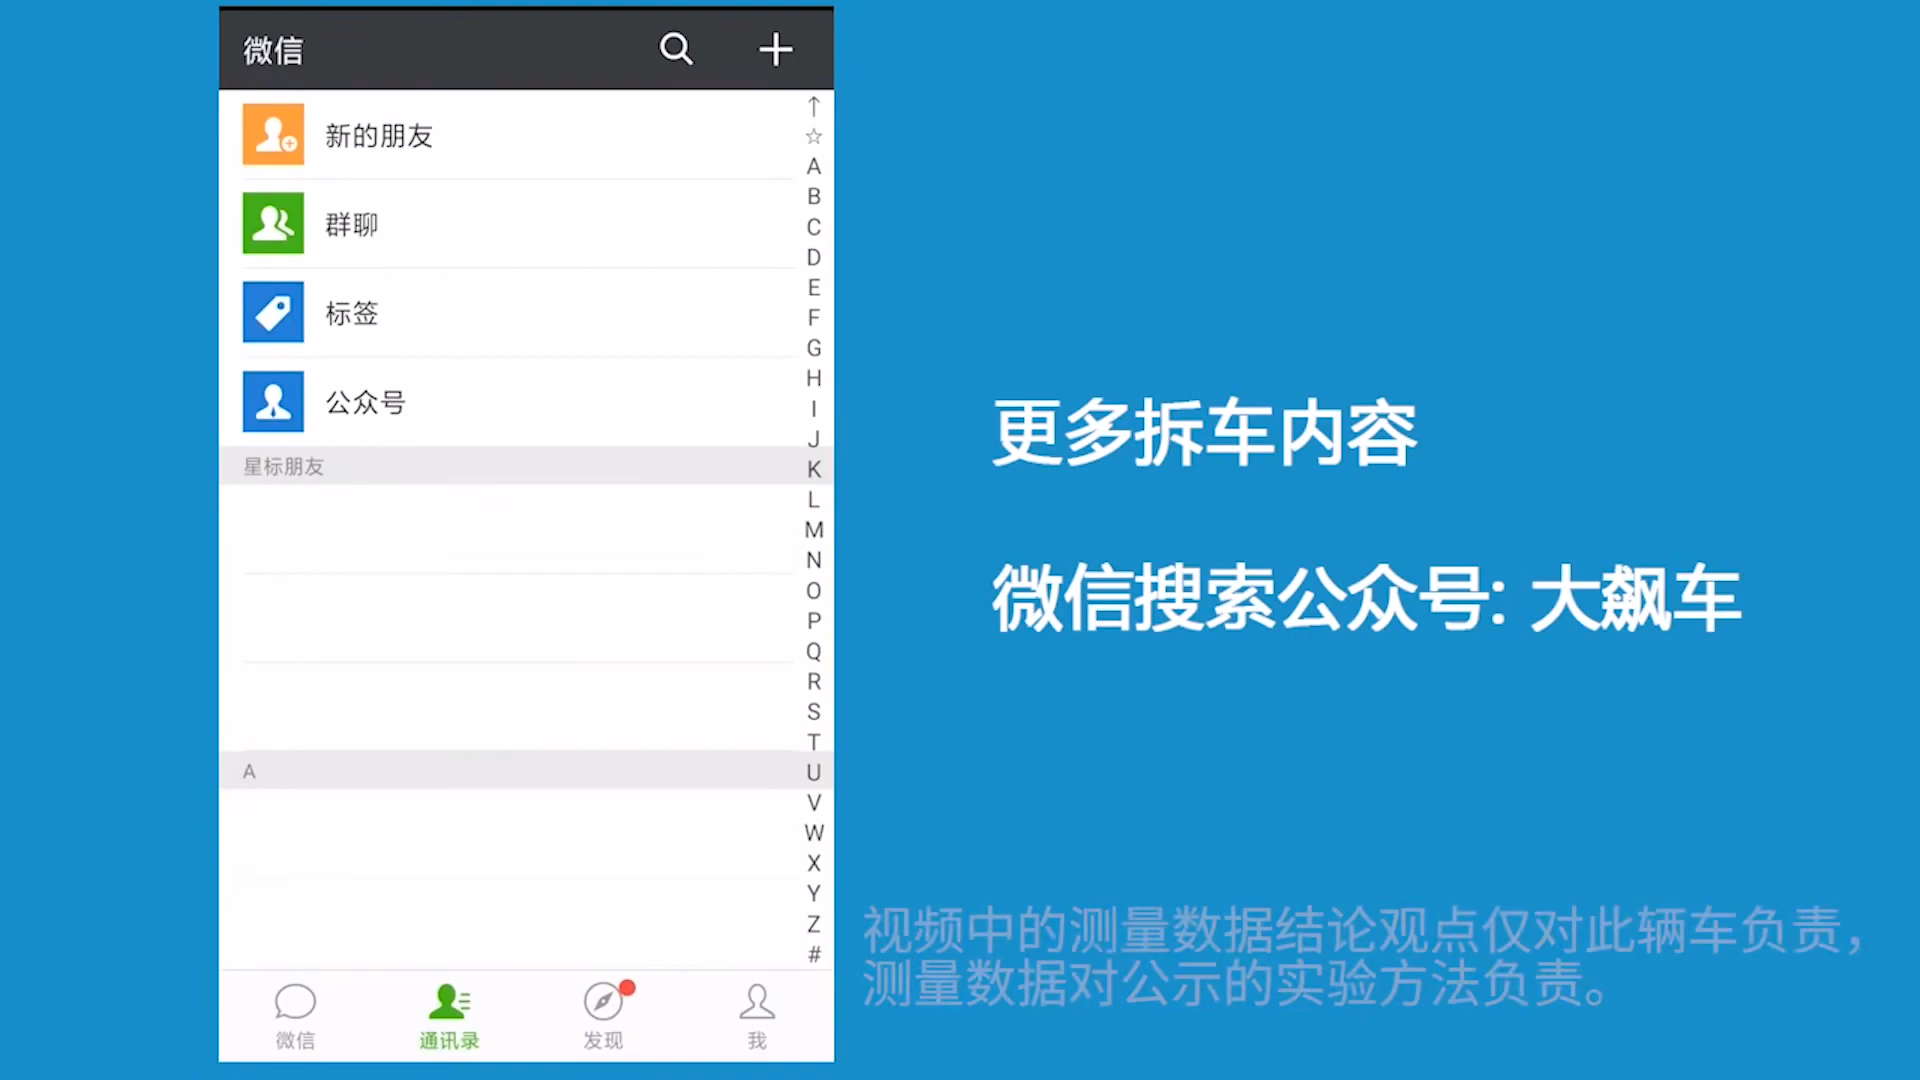 微信
新的朋友
群聊
标签
公众号
星标朋友
A
↑
☆
A
B
C
D
E
F
G
H
I
J
K
L
M
N
O
P
Q
R
S
T
U
V
W
X
Y
Z
#
微信
通讯录
发现
我
更多拆车内容
微信搜索公众号: 大飙车
视频中的测量数据结论观点仅对此辆车负责，
测量数据对公示的实验方法负责。